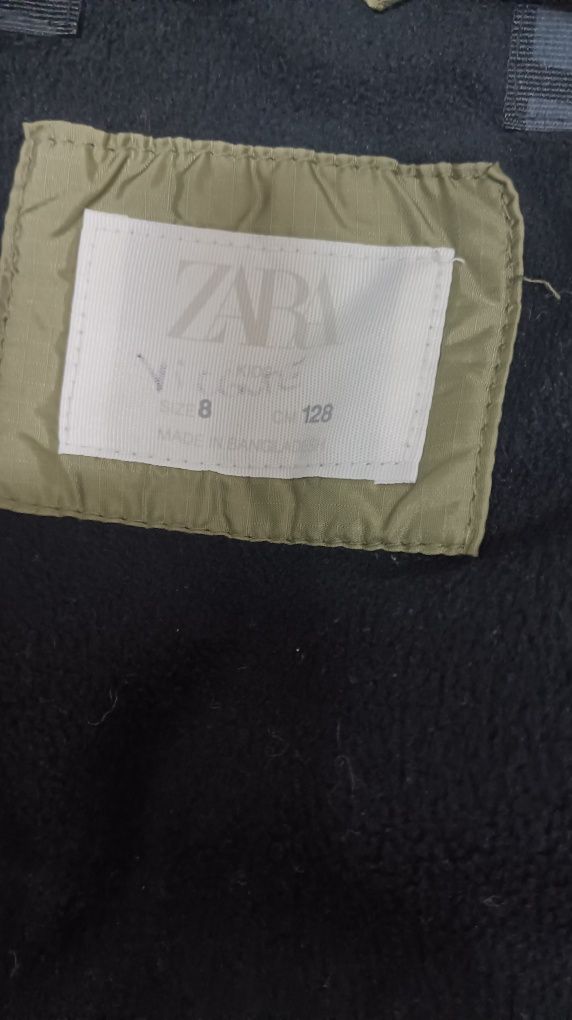 ZARA
KIDS
SIZE 8 CM 128
MADE IN BANGLADESH